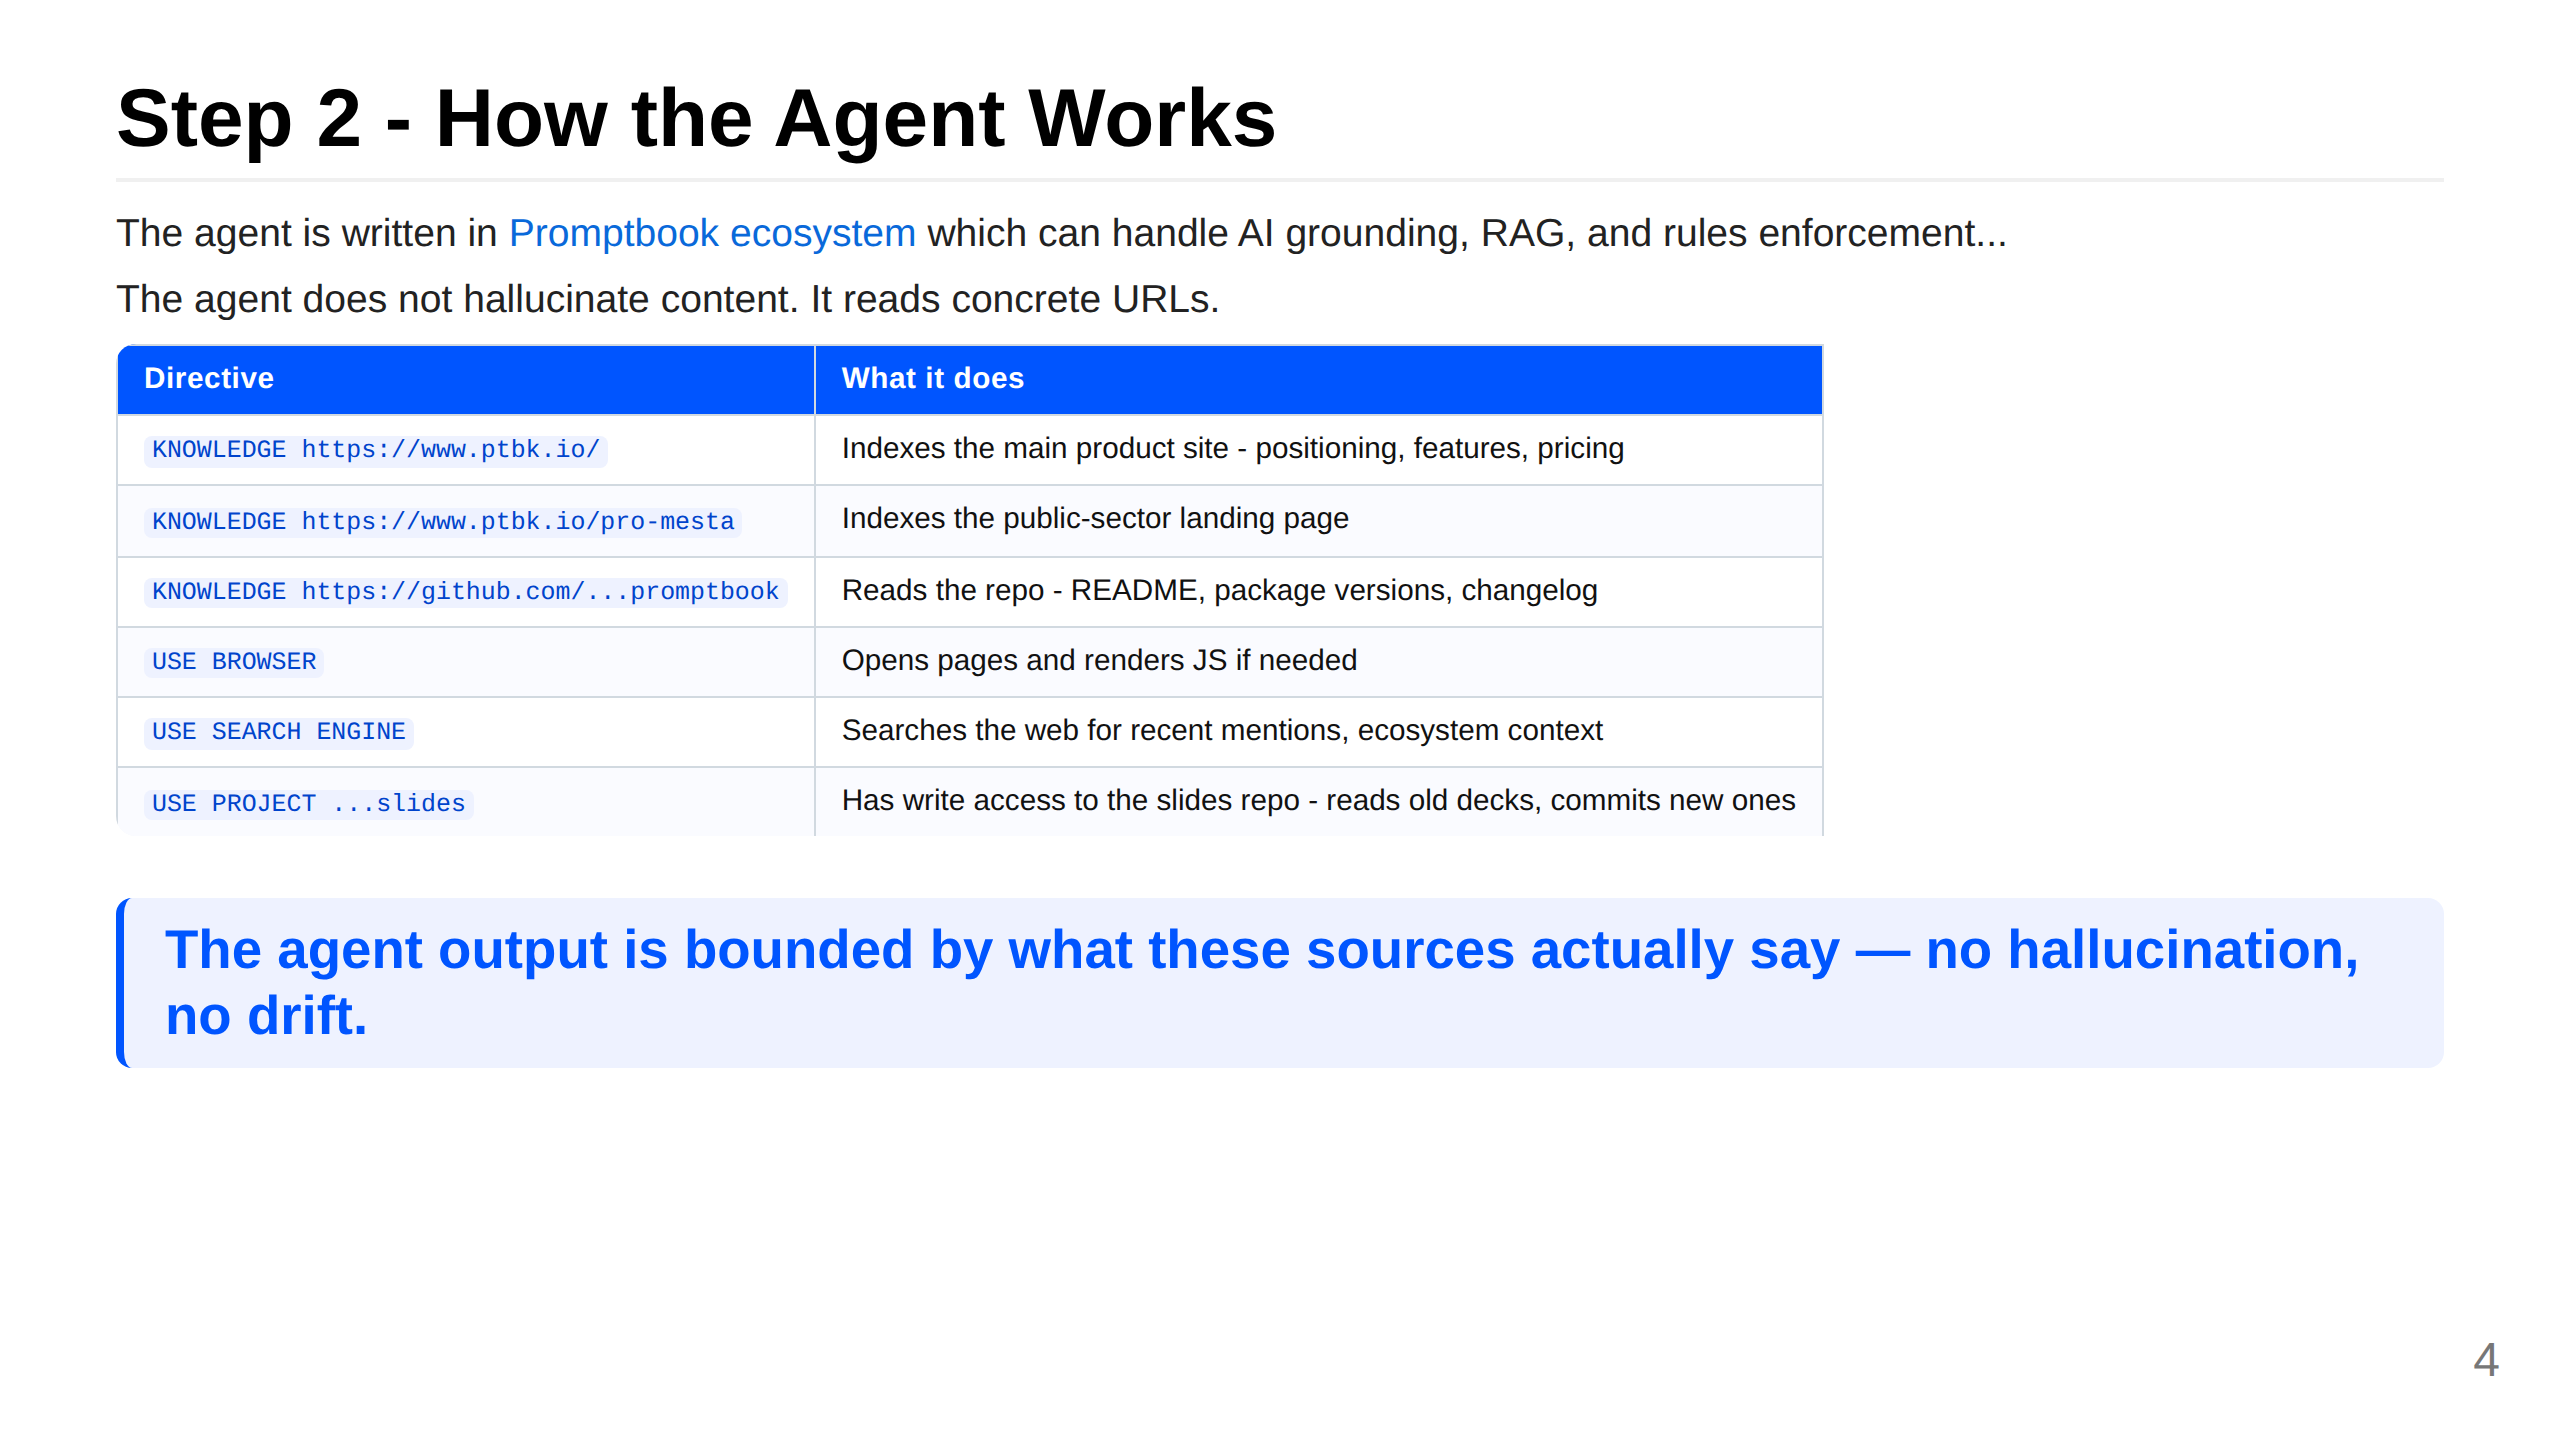 Step 2 - How the Agent Works
The agent is written in Promptbook ecosystem which can handle AI grounding, RAG, and rules enforcement...
The agent does not hallucinate content. It reads concrete URLs.
Directive What it does
KNOWLEDGE https://www.ptbk.io/ Indexes the main product site - positioning, features, pricing
KNOWLEDGE https://www.ptbk.io/pro-mesta Indexes the public-sector landing page
KNOWLEDGE https://github.com/...promptbook Reads the repo - README, package versions, changelog
USE BROWSER Opens pages and renders JS if needed
USE SEARCH ENGINE Searches the web for recent mentions, ecosystem context
USE PROJECT ...slides Has write access to the slides repo - reads old decks, commits new ones
The agent output is bounded by what these sources actually say — no hallucination,
no drift.
4